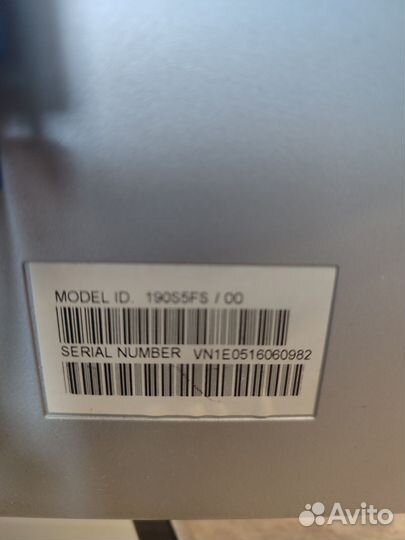 MODEL ID. 190S5FS / 00
SERIAL NUMBER VN1E0516060982
Avito